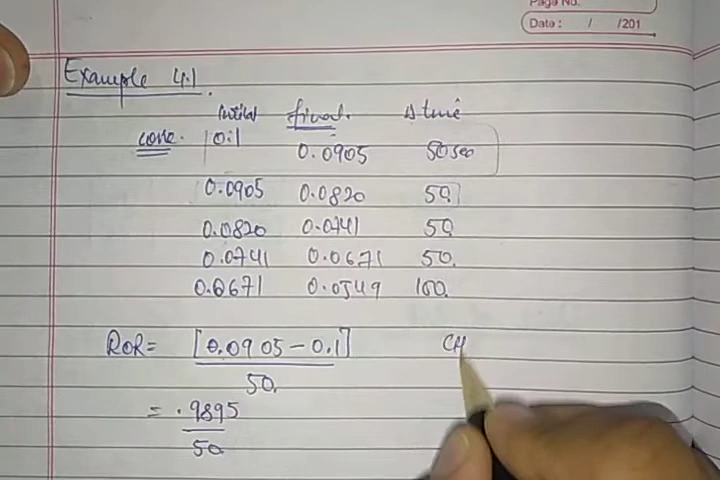 Page No.
Date : / /201
Example 4.1
Initial final. Δ time
conc. 0.1
0.0905 50 sec
0.0905 0.0820 50.
0.0820 0.0741 50
0.0741 0.0671 50.
0.0671 0.0549 100.
ROR = [0.0905 - 0.1] CH
50.
= .9895
50